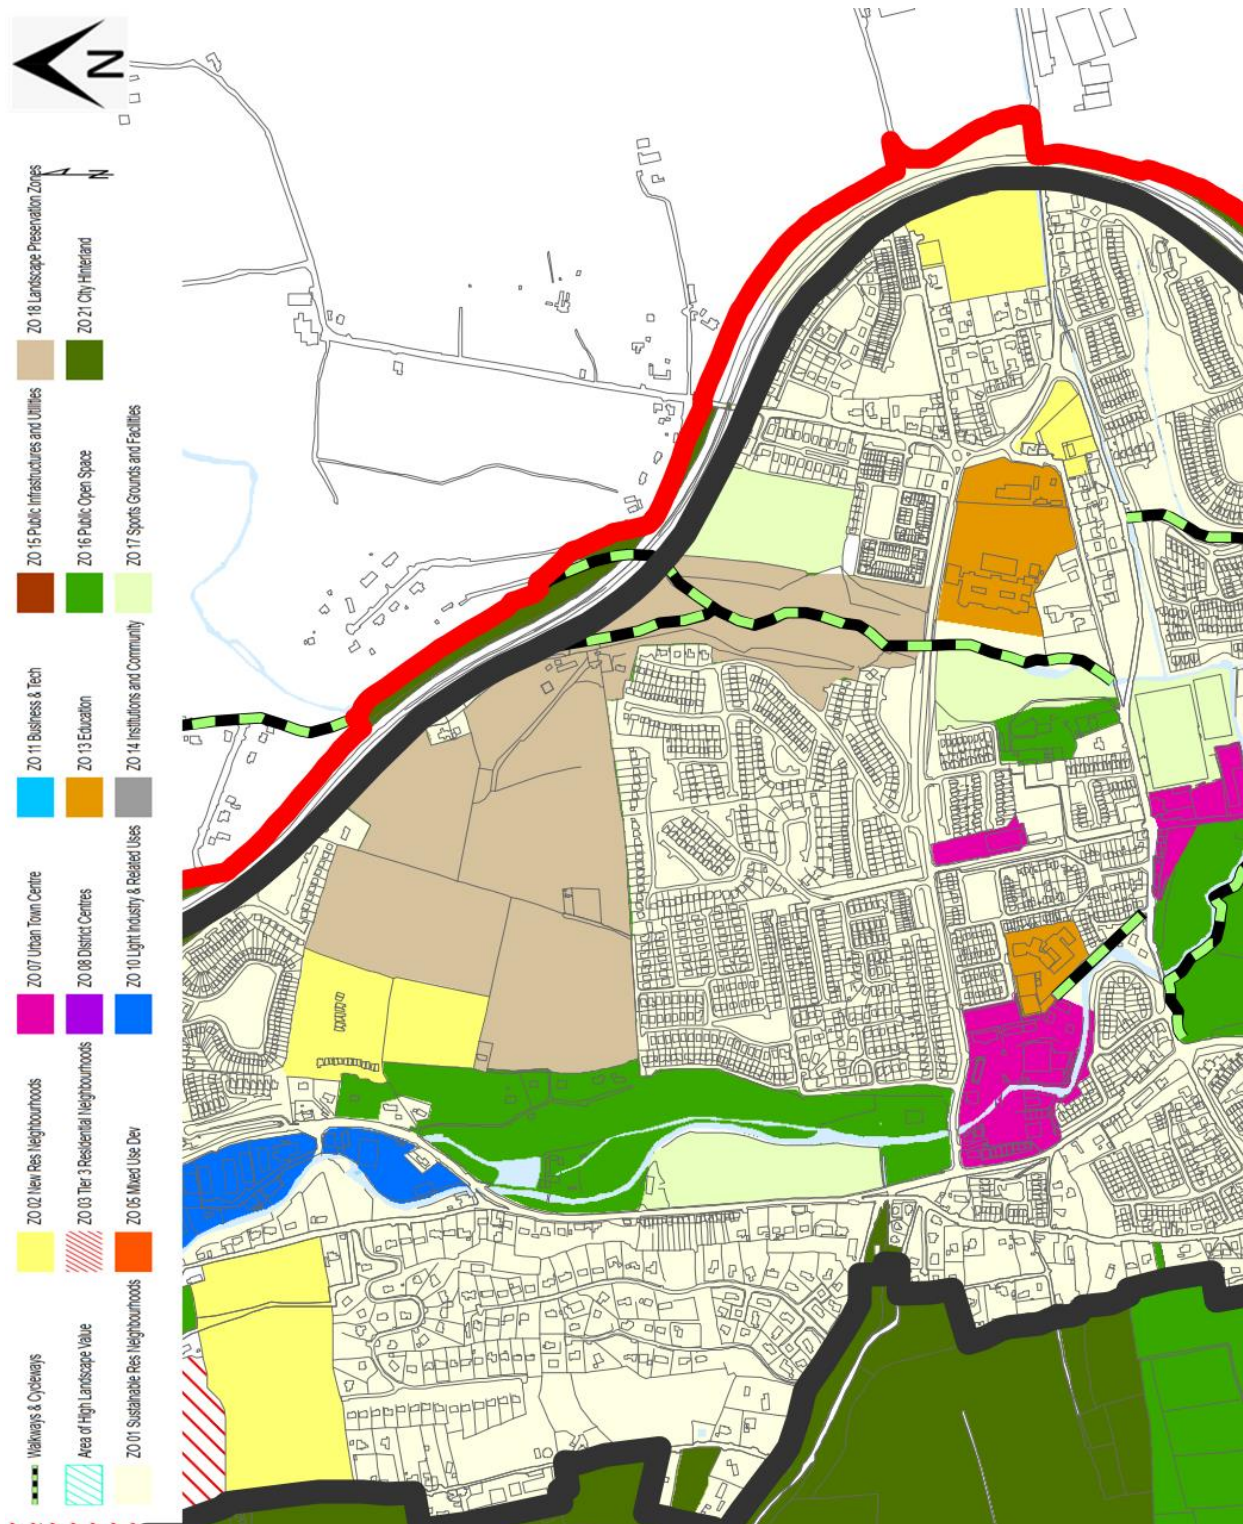 N
N
Walkways & Cycleways
Area of High Landscape Value
ZO 01 Sustainable Res Neighbourhoods
ZO 02 New Res Neighbourhoods
ZO 03 Tier 3 Residential Neighbourhoods
ZO 05 Mixed Use Dev
ZO 07 Urban Town Centre
ZO 08 District Centres
ZO 10 Light Industry & Related Uses
ZO 11 Business & Tech
ZO 13 Education
ZO 14 Institutions and Community
ZO 15 Public Infrastructures and Utilities
ZO 16 Public Open Space
ZO 17 Sports Grounds and Facilities
ZO 18 Landscape Preservation Zones
ZO 21 City Hinterland